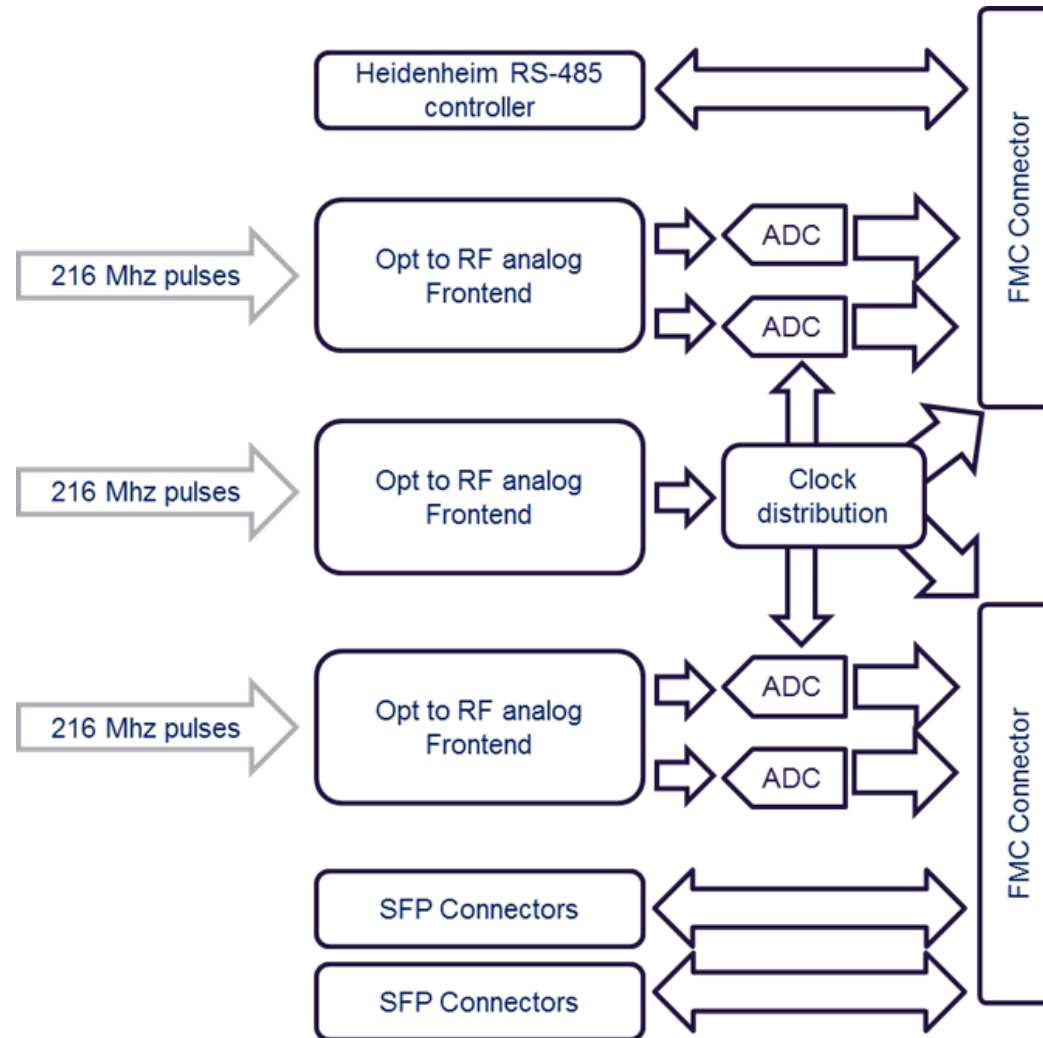 Heidenheim RS-485
controller
FMC Connector
216 Mhz pulses
Opt to RF analog
Frontend
ADC
ADC
216 Mhz pulses
Opt to RF analog
Frontend
Clock
distribution
216 Mhz pulses
Opt to RF analog
Frontend
ADC
ADC
FMC Connector
SFP Connectors
SFP Connectors